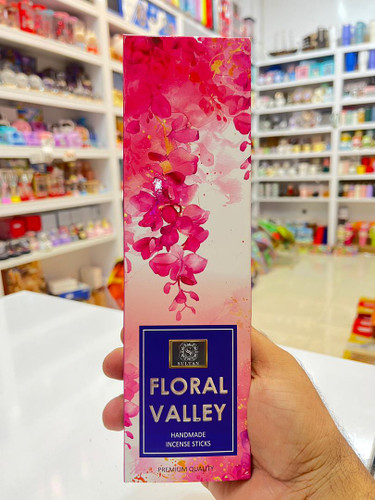 SULTAN
FLORAL
VALLEY
HANDMADE
INCENSE STICKS
PREMIUM QUALITY